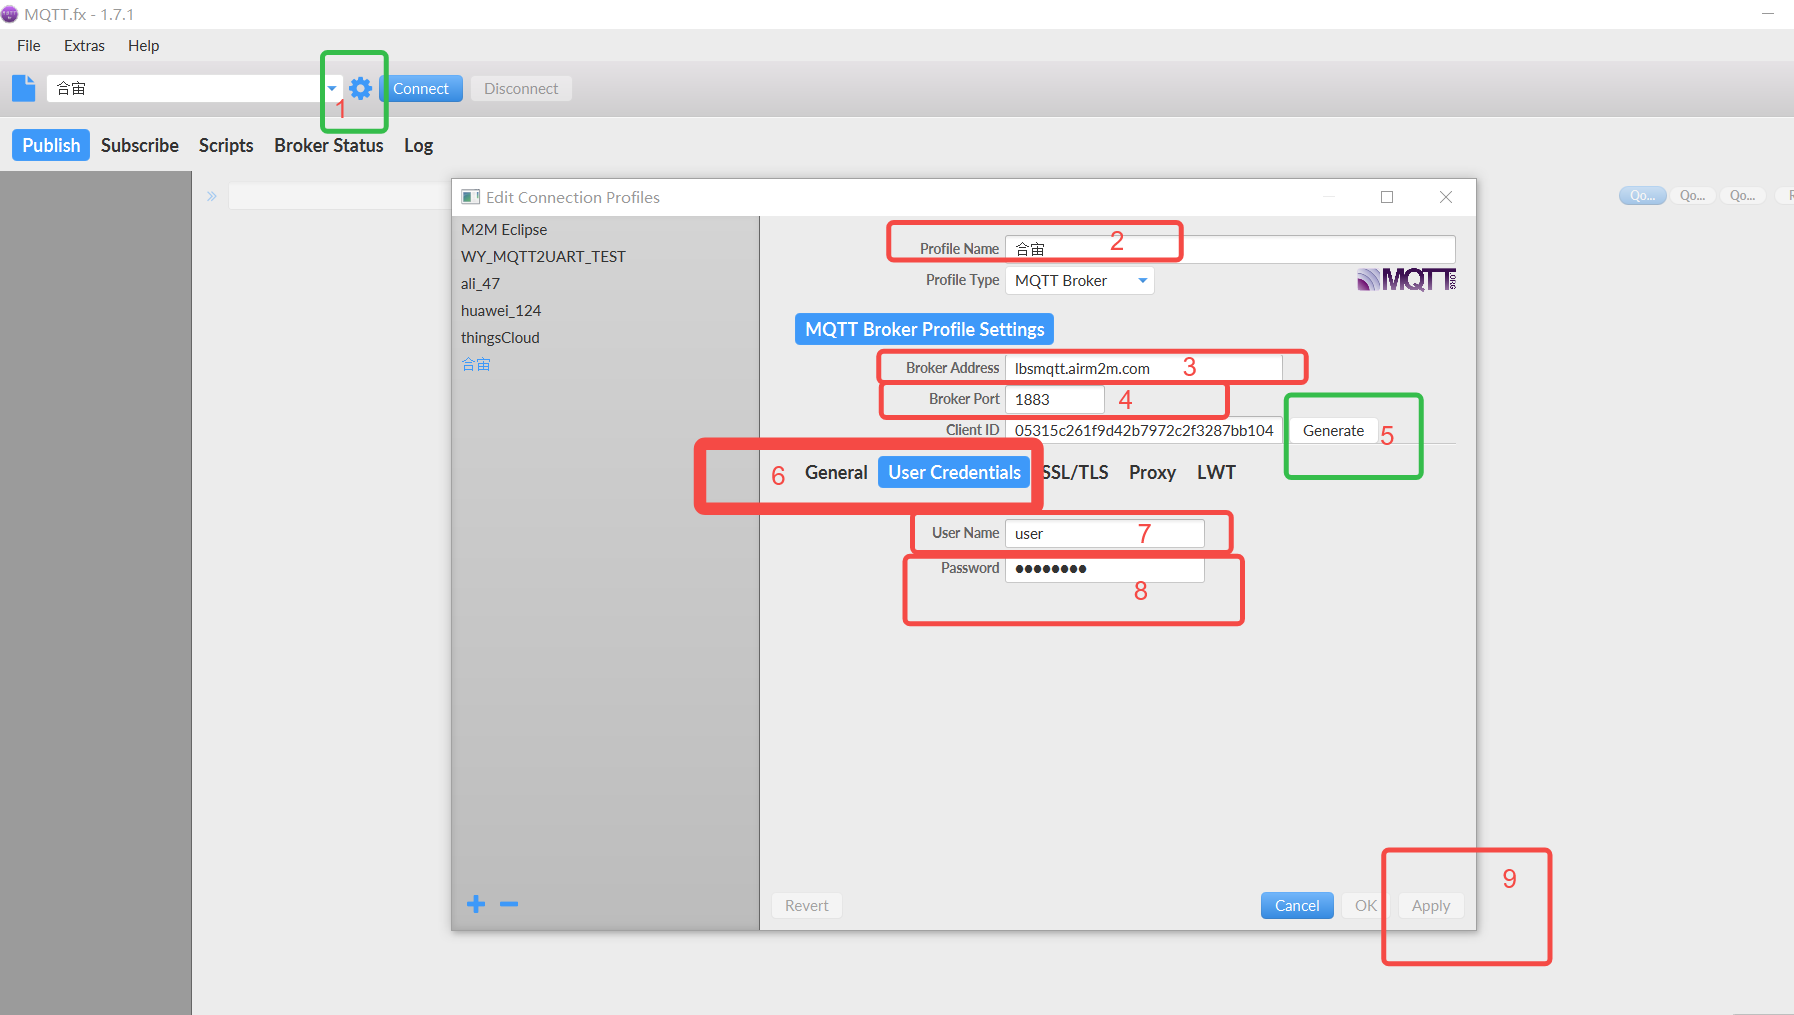 MQTT.fx - 1.7.1
File Extras Help
合宙 1 Connect Disconnect
Publish Subscribe Scripts Broker Status Log
Qo... Qo... Qo... R
Edit Connection Profiles
M2M Eclipse
WY_MQTT2UART_TEST
ali_47
huawei_124
thingsCloud
合宙
Profile Name 合宙 2
Profile Type MQTT Broker
MQTT.ORG
MQTT Broker Profile Settings
Broker Address lbsmqtt.airm2m.com 3
Broker Port 1883 4
Client ID 05315c261f9d42b7972c2f3287bb104 Generate 5
6 General User Credentials SSL/TLS Proxy LWT
User Name user 7
Password ●●●●●●●● 8
9
Revert Cancel OK Apply